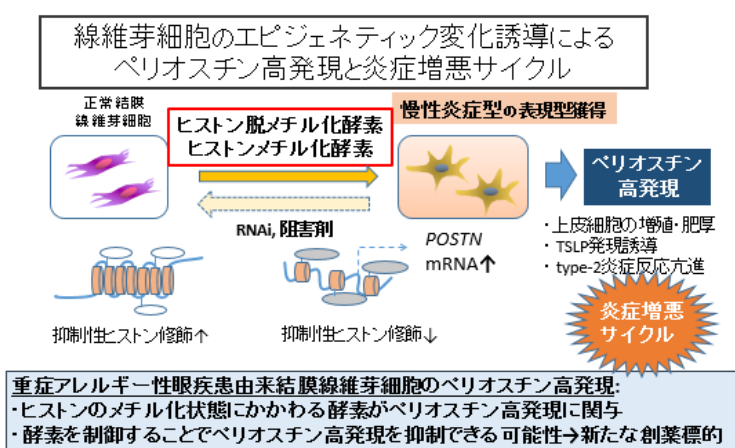 線維芽細胞のエピジェネティック変化誘導による
ペリオスチン高発現と炎症増悪サイクル
正常結膜
線維芽細胞
ヒストン脱メチル化酵素
ヒストンメチル化酵素
慢性炎症型の表現型獲得
RNAi, 阻害剤
POSTN
mRNA↑
ペリオスチン
高発現
・上皮細胞の増殖・肥厚
・TSLP発現誘導
・type-2炎症反応亢進
抑制性ヒストン修飾↑
抑制性ヒストン修飾↓
炎症増悪
サイクル
重症アレルギー性眼疾患由来結膜線維芽細胞のペリオスチン高発現:
・ヒストンのメチル化状態にかかわる酵素がペリオスチン高発現に関与
・酵素を制御することでペリオスチン高発現を抑制できる可能性→新たな創薬標的